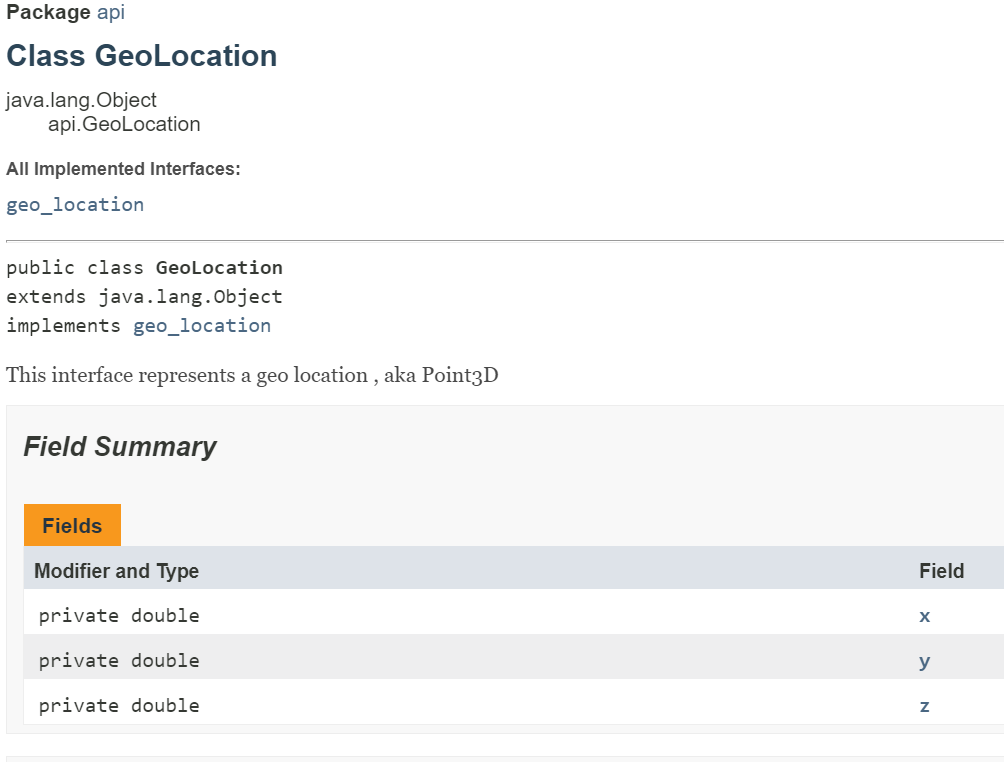 Package api
Class GeoLocation
java.lang.Object
api.GeoLocation
All Implemented Interfaces:
geo_location
public class GeoLocation
extends java.lang.Object
implements geo_location
This interface represents a geo location , aka Point3D
Field Summary
Fields
Modifier and Type Field
private double x
private double y
private double z